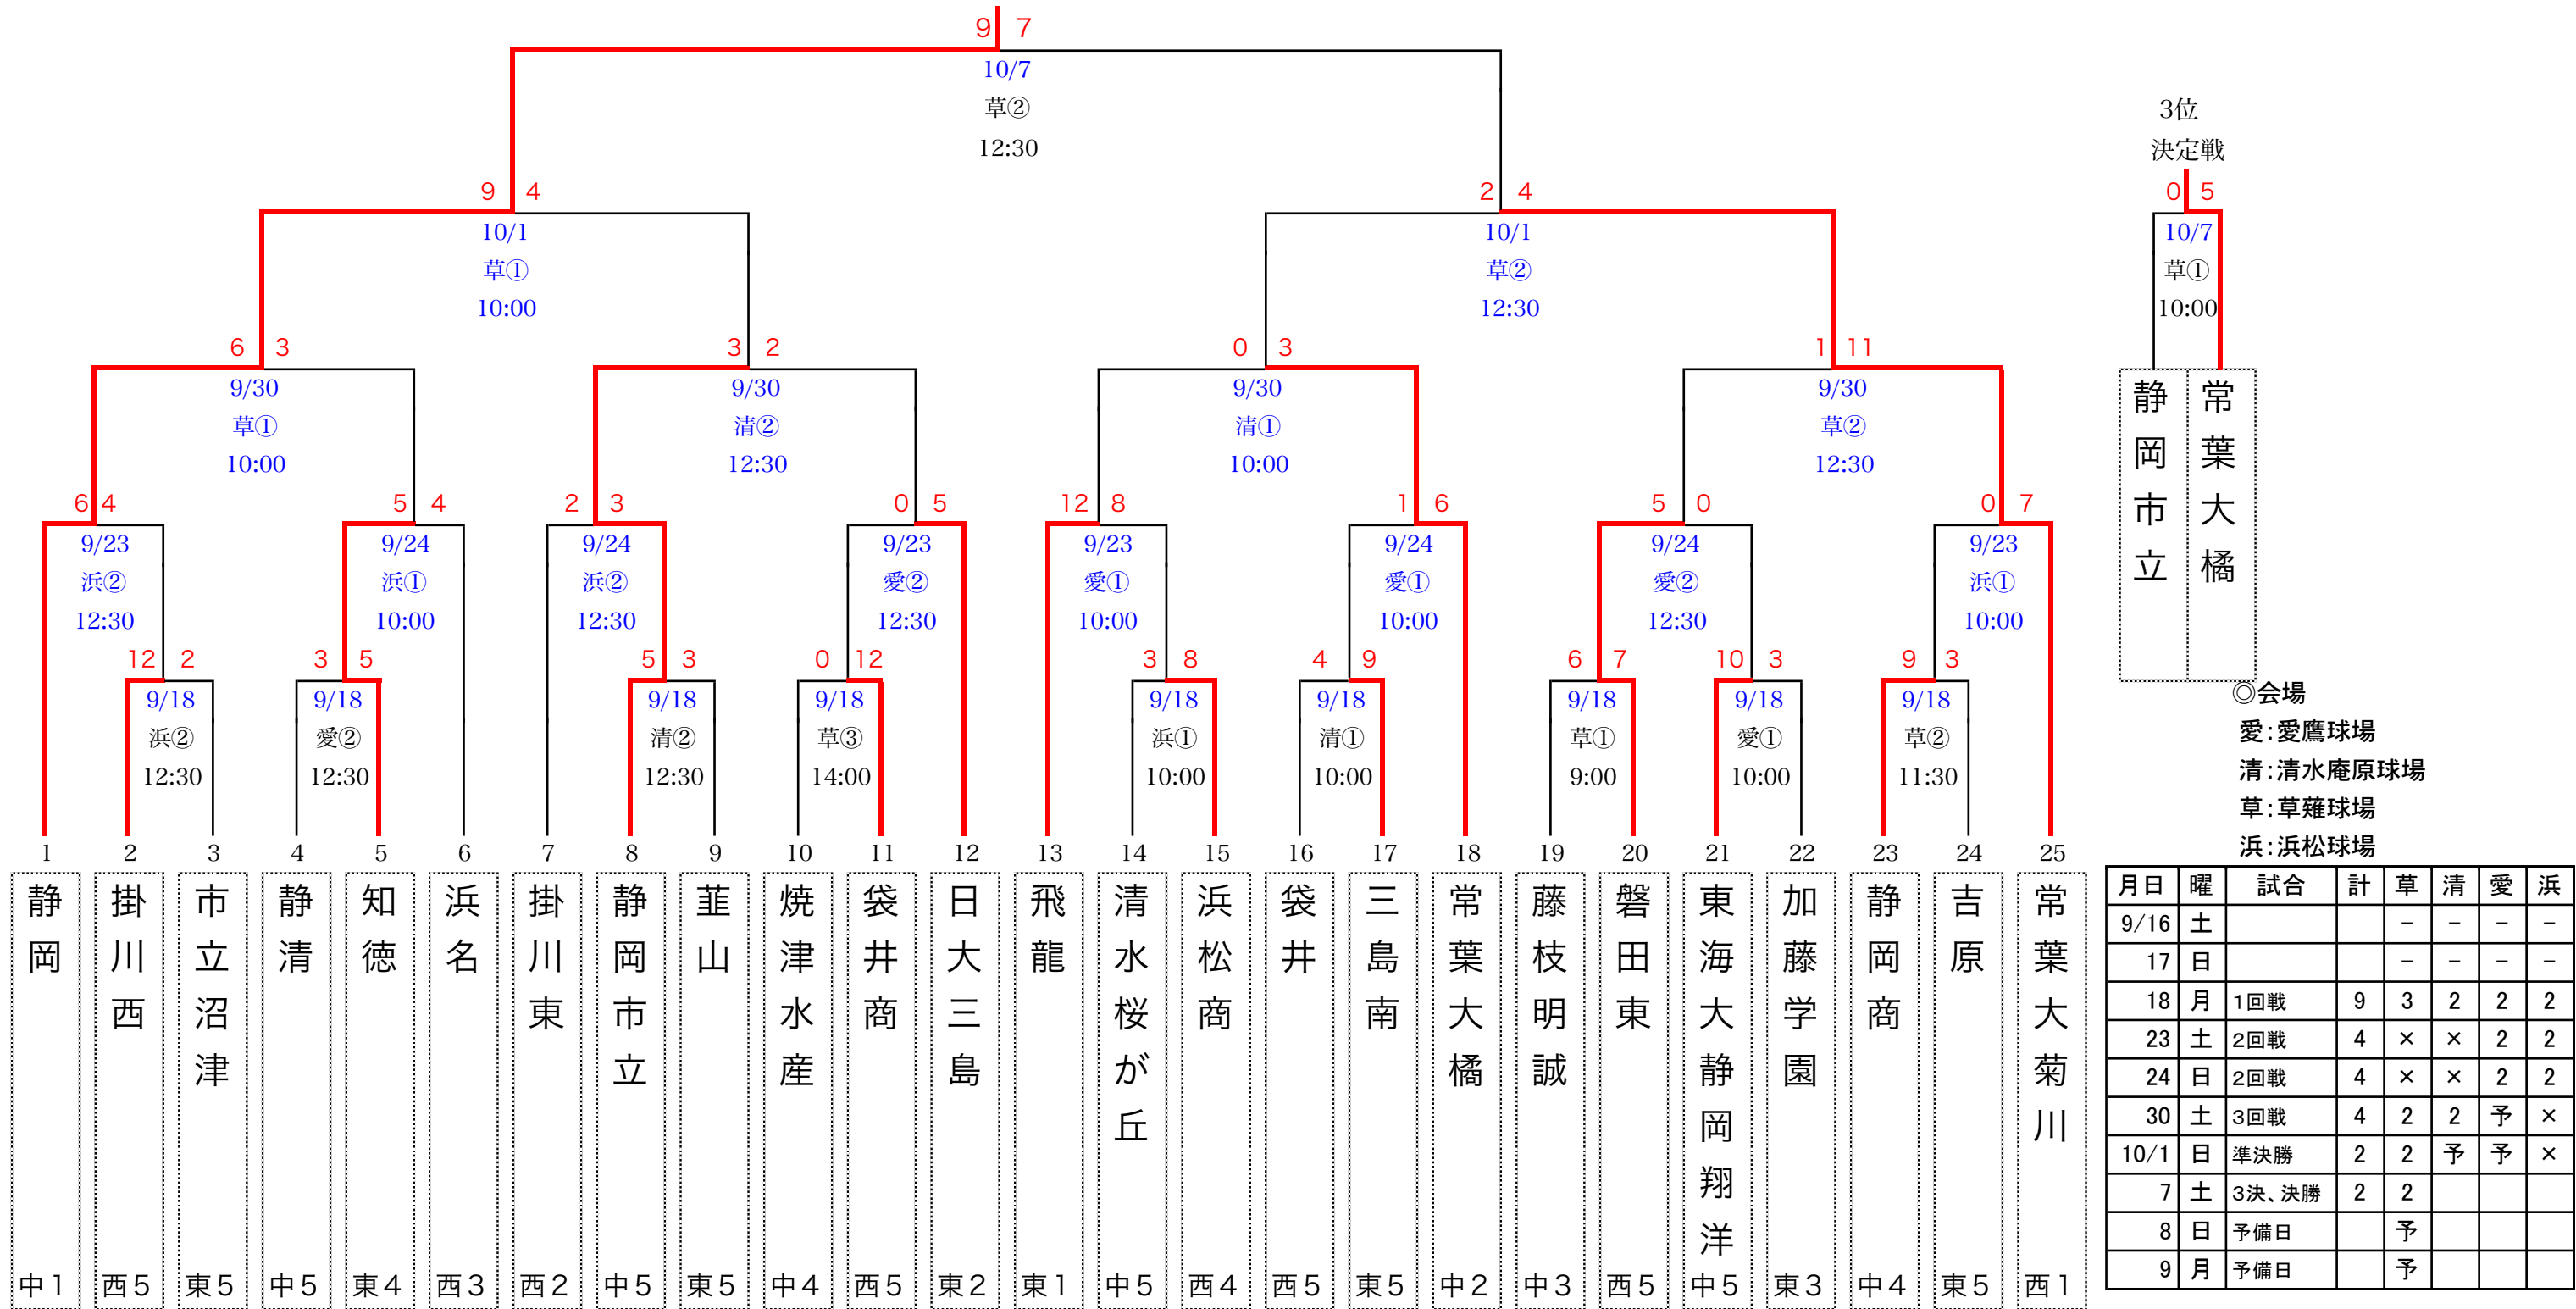 9 7
10/7
草②
12:30
3位
決定戦
9 4
2 4
0 5
10/1
草①
10:00
10/1
草②
12:30
10/7
草①
10:00
6 3
3 2
0 3
1 11
9/30
草①
10:00
9/30
清②
12:30
9/30
清①
10:00
9/30
草②
12:30
静岡市立
常葉大橘
6 4
5 4
2 3
0 5
12 8
1 6
5 0
0 7
9/23
浜②
12:30
9/24
浜①
10:00
9/24
浜②
12:30
9/23
愛②
12:30
9/23
愛①
10:00
9/24
愛①
10:00
9/24
愛②
12:30
9/23
浜①
10:00
12 2
3 5
5 3
0 12
3 8
4 9
6 7
10 3
9 3
9/18
浜②
12:30
9/18
愛②
12:30
9/18
清②
12:30
9/18
草③
14:00
9/18
浜①
10:00
9/18
清①
10:00
9/18
草①
9:00
9/18
愛①
10:00
9/18
草②
11:30
◎会場
愛:愛鷹球場
清:清水庵原球場
草:草薙球場
浜:浜松球場
1 2 3 4 5 6 7 8 9 10 11 12 13 14 15 16 17 18 19 20 21 22 23 24 25
静岡
掛川西
市立沼津
静清
知徳
浜名
掛川東
静岡市立
韮山
焼津水産
袋井商
日大三島
飛龍
清水桜が丘
浜松商
袋井
三島南
常葉大橘
藤枝明誠
磐田東
東海大静岡翔洋
加藤学園
静岡商
吉原
常葉大菊川
中1 西5 東5 中5 東4 西3 西2 中5 東5 中4 西5 東2 東1 中5 西4 西5 東5 中2 中3 西5 中5 東3 中4 東5 西1
月日 曜 試合 計 草 清 愛 浜
9/16 土 － － － －
17 日 － － － －
18 月 1回戦 9 3 2 2 2
23 土 2回戦 4 × × 2 2
24 日 2回戦 4 × × 2 2
30 土 3回戦 4 2 2 予 ×
10/1 日 準決勝 2 2 予 予 ×
7 土 3決、決勝 2 2
8 日 予備日 予
9 月 予備日 予